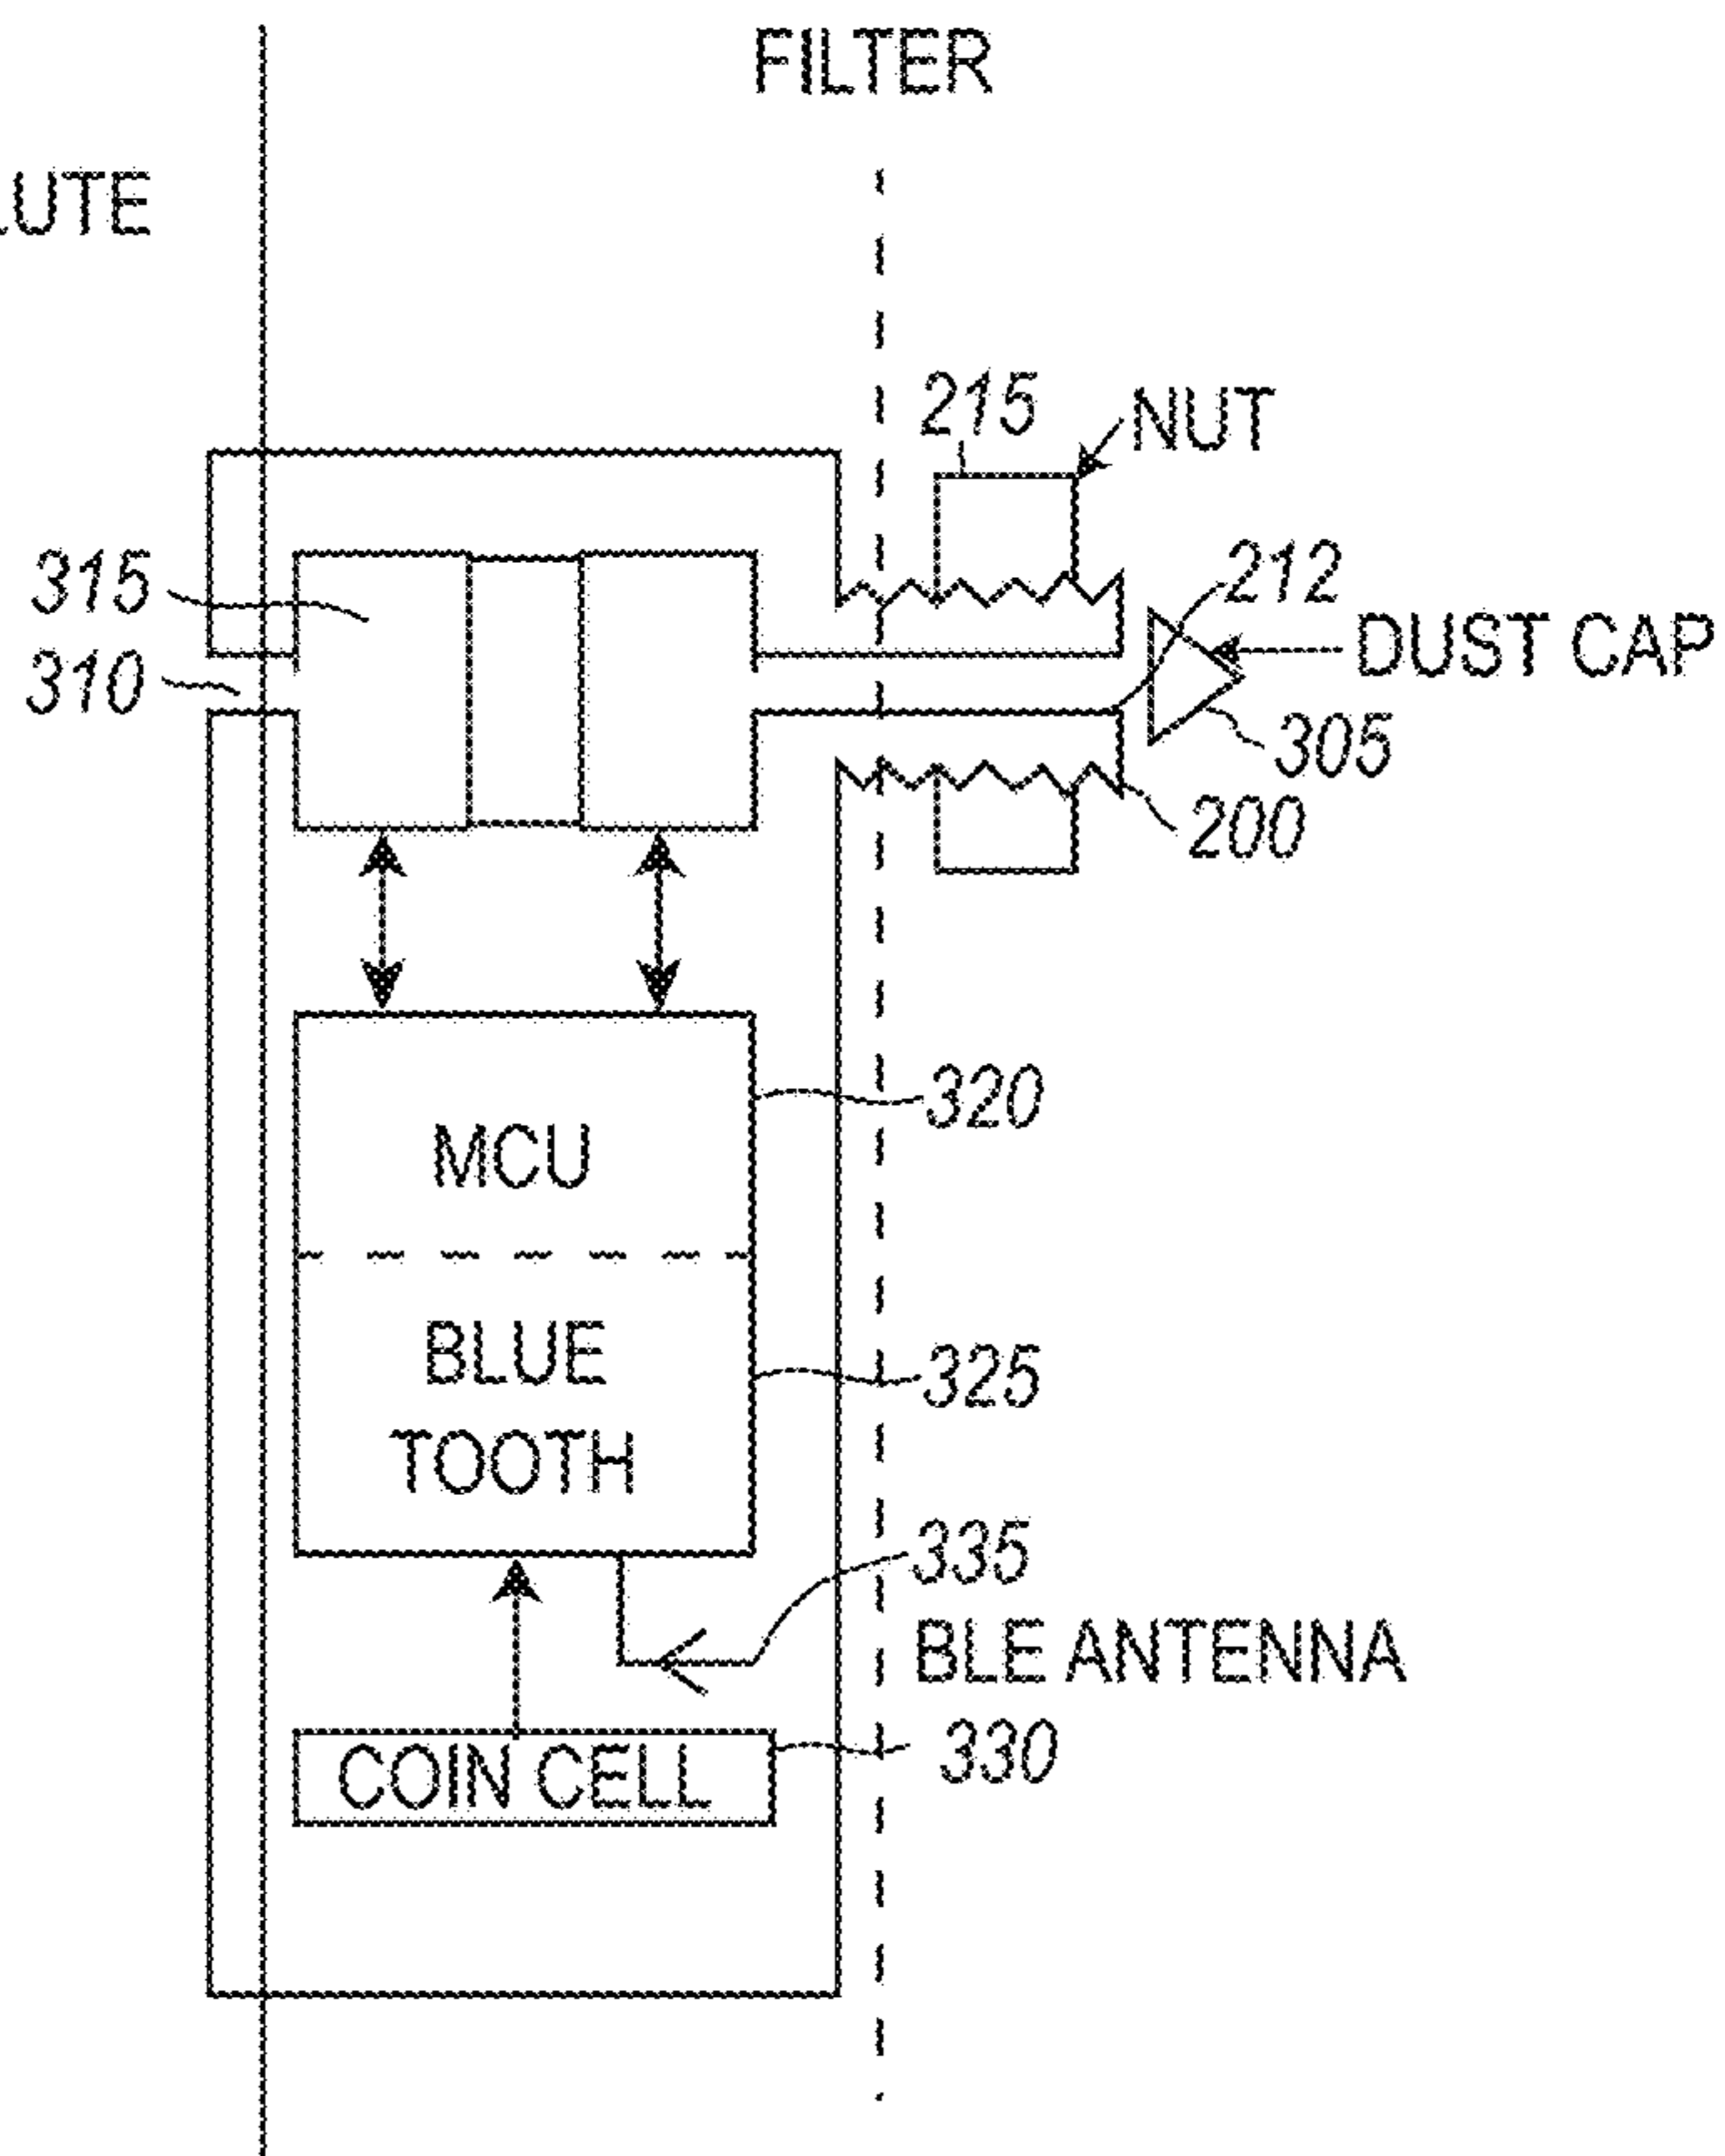 FILTER
LUTE
215
NUT
315
212
310
DUST CAP
305
200
320
MCU
325
BLUE
TOOTH
335
BLE ANTENNA
330
COIN CELL